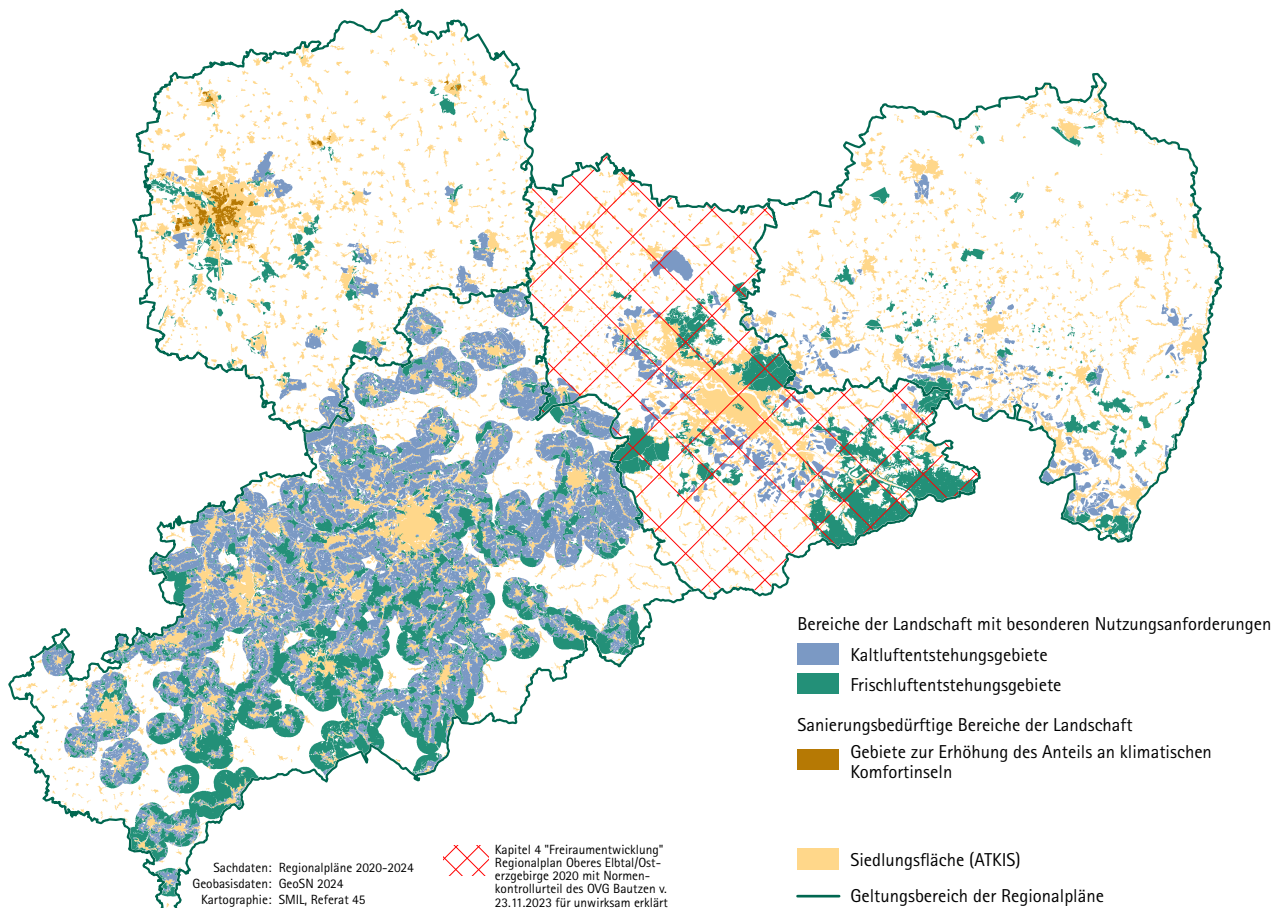 Bereiche der Landschaft mit besonderen Nutzungsanforderungen
Kaltluftentstehungsgebiete
Frischluftentstehungsgebiete
Sanierungsbedürftige Bereiche der Landschaft
Gebiete zur Erhöhung des Anteils an klimatischen
Komfortinseln
Siedlungsfläche (ATKIS)
Geltungsbereich der Regionalpläne
Sachdaten: Regionalpläne 2020-2024
Geobasisdaten: GeoSN 2024
Kartographie: SMIL, Referat 45
Kapitel 4 "Freiraumentwicklung"
Regionalplan Oberes Elbtal/Ost-
erzgebirge 2020 mit Normen-
kontrollurteil des OVG Bautzen v.
23.11.2023 für unwirksam erklärt